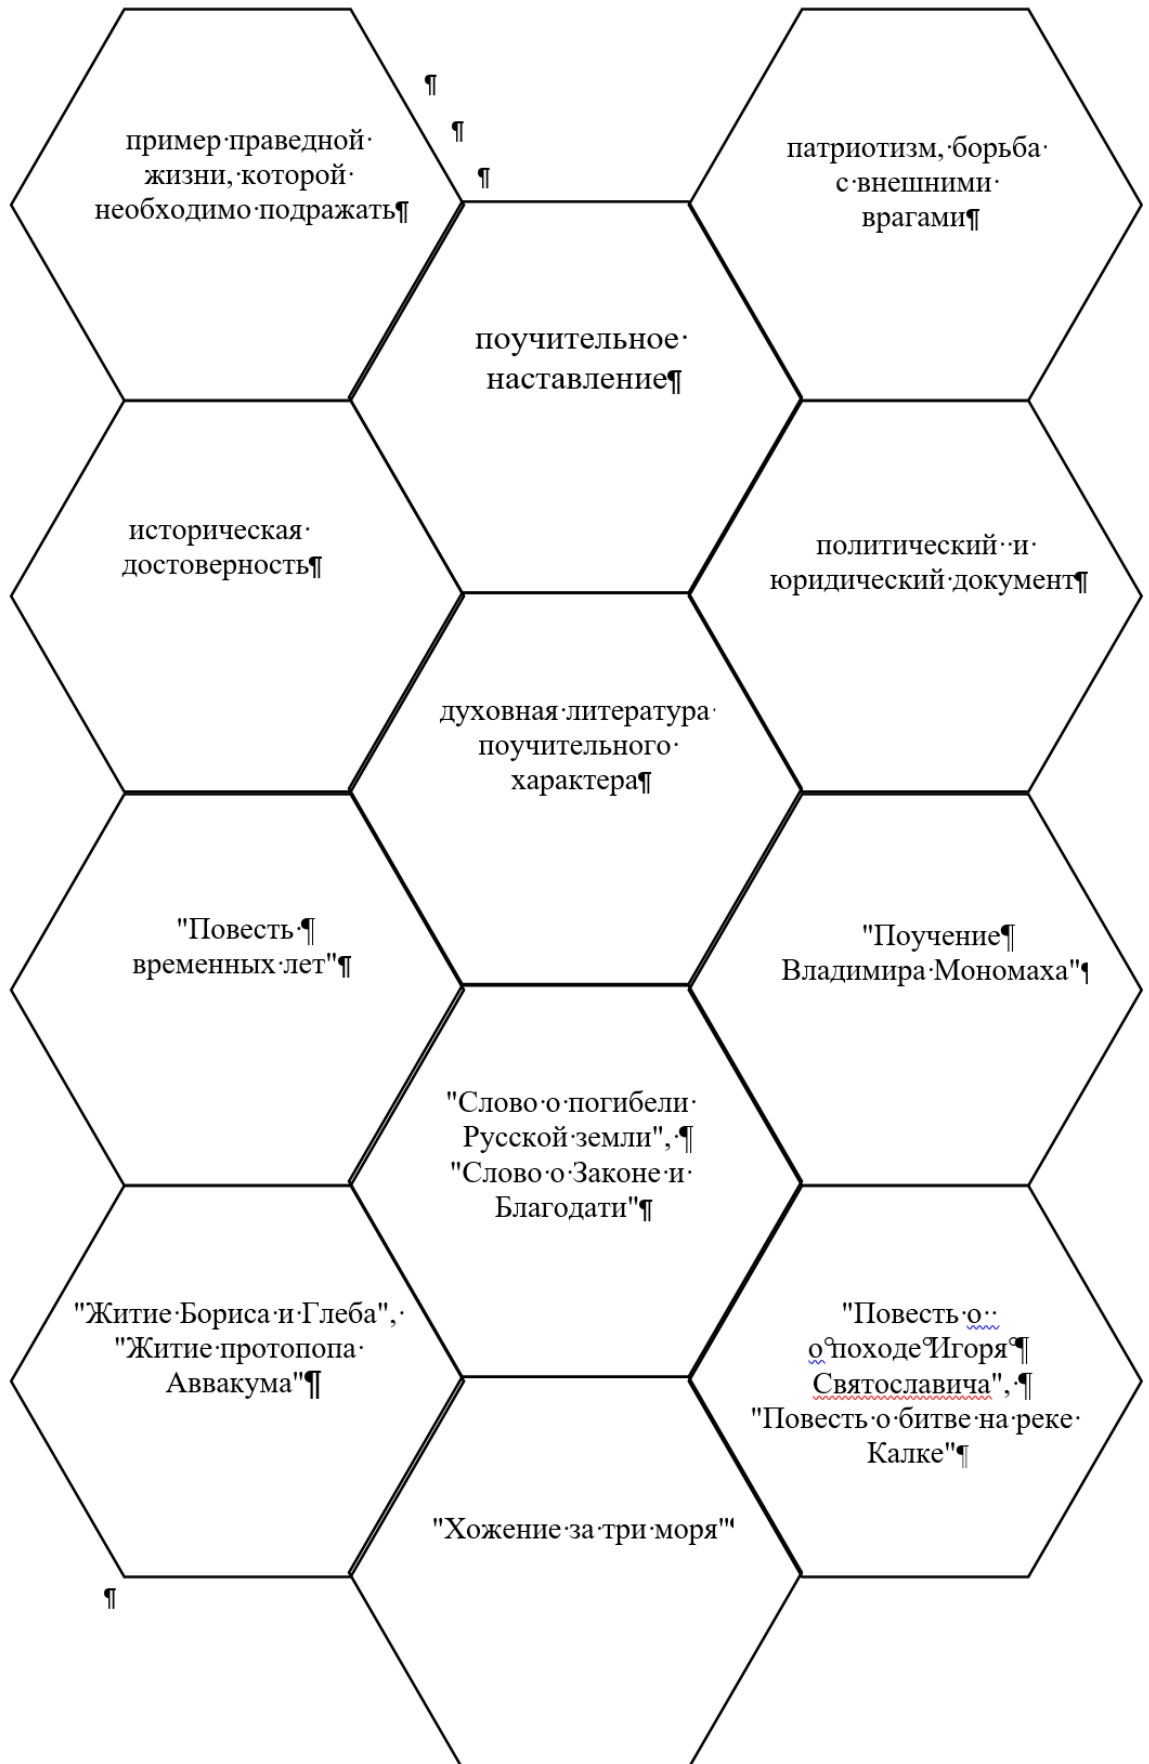 пример праведной
жизни, которой
необходимо подражать¶
¶
¶
¶
патриотизм, борьба
с внешними
врагами¶
поучительное
наставление¶
историческая
достоверность¶
политический и
юридический документ¶
духовная литература
поучительного
характера¶
"Повесть ¶
временных лет"¶
"Поучение¶
Владимира Мономаха"¶
"Слово о погибели
Русской земли", ¶
"Слово о Законе и
Благодати"¶
"Житие Бориса и Глеба",
"Житие протопопа
Аввакума"¶
"Повесть о
о походе Игоря ¶
Святославича", ¶
"Повесть о битве на реке
Калке"¶
"Хожение за три моря"
¶